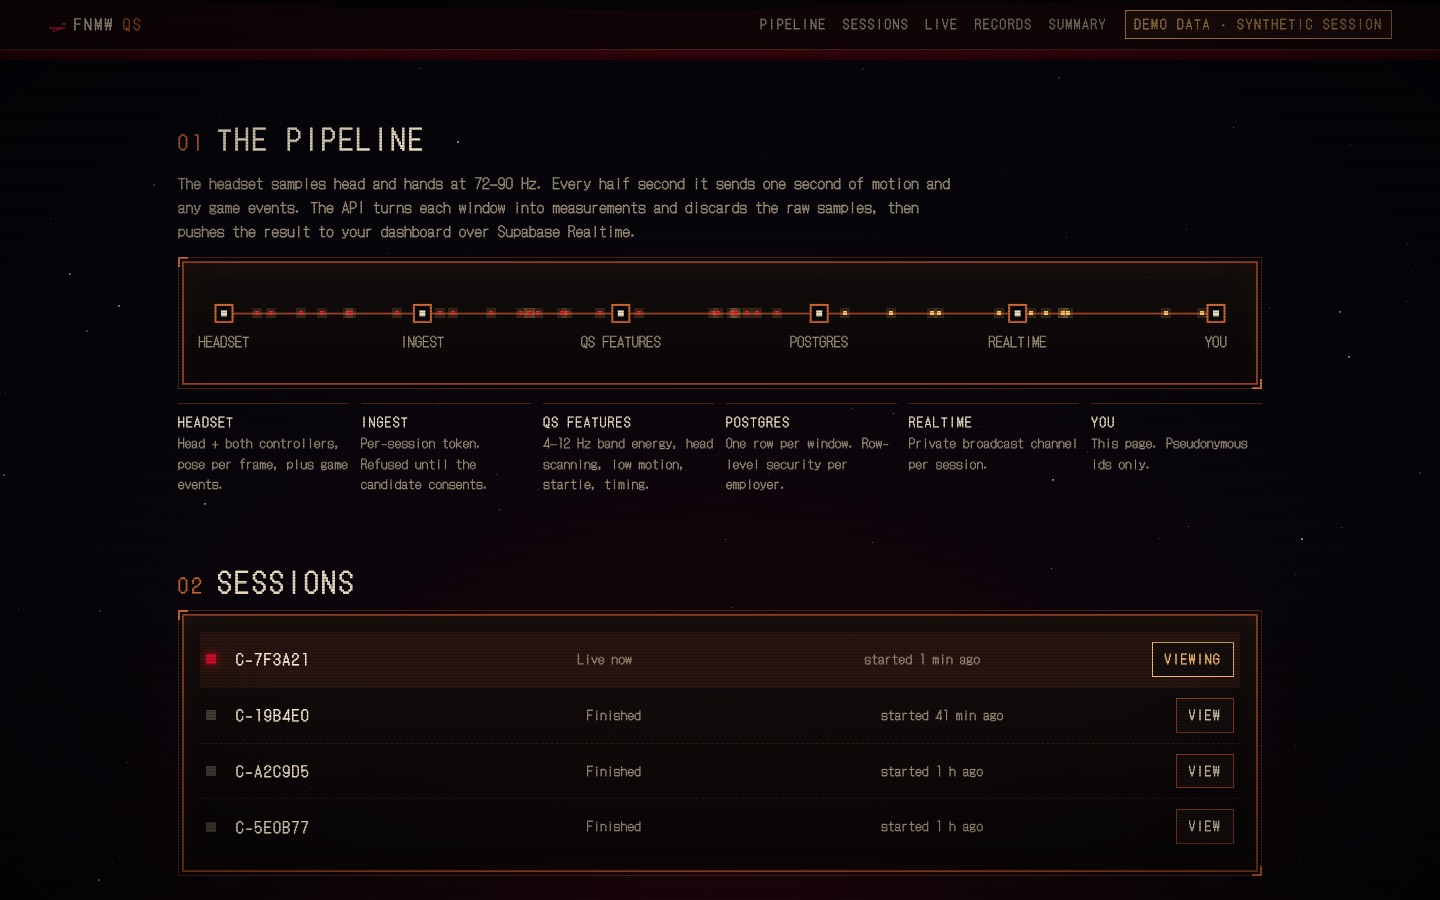 FNMW QS
PIPELINE SESSIONS LIVE RECORDS SUMMARY DEMO DATA · SYNTHETIC SESSION
01 THE PIPELINE
The headset samples head and hands at 72–90 Hz. Every half second it sends one second of motion and
any game events. The API turns each window into measurements and discards the raw samples, then
pushes the result to your dashboard over Supabase Realtime.
HEADSET INGEST QS FEATURES POSTGRES REALTIME YOU
HEADSET
Head + both controllers,
pose per frame, plus game
events.
INGEST
Per-session token.
Refused until the
candidate consents.
QS FEATURES
4–12 Hz band energy, head
scanning, low motion,
startle, timing.
POSTGRES
One row per window. Row-
level security per
employer.
REALTIME
Private broadcast channel
per session.
YOU
This page. Pseudonymous
ids only.
02 SESSIONS
C-7F3A21 Live now started 1 min ago VIEWING
C-19B4E0 Finished started 41 min ago VIEW
C-A2C9D5 Finished started 1 h ago VIEW
C-5E0B77 Finished started 1 h ago VIEW